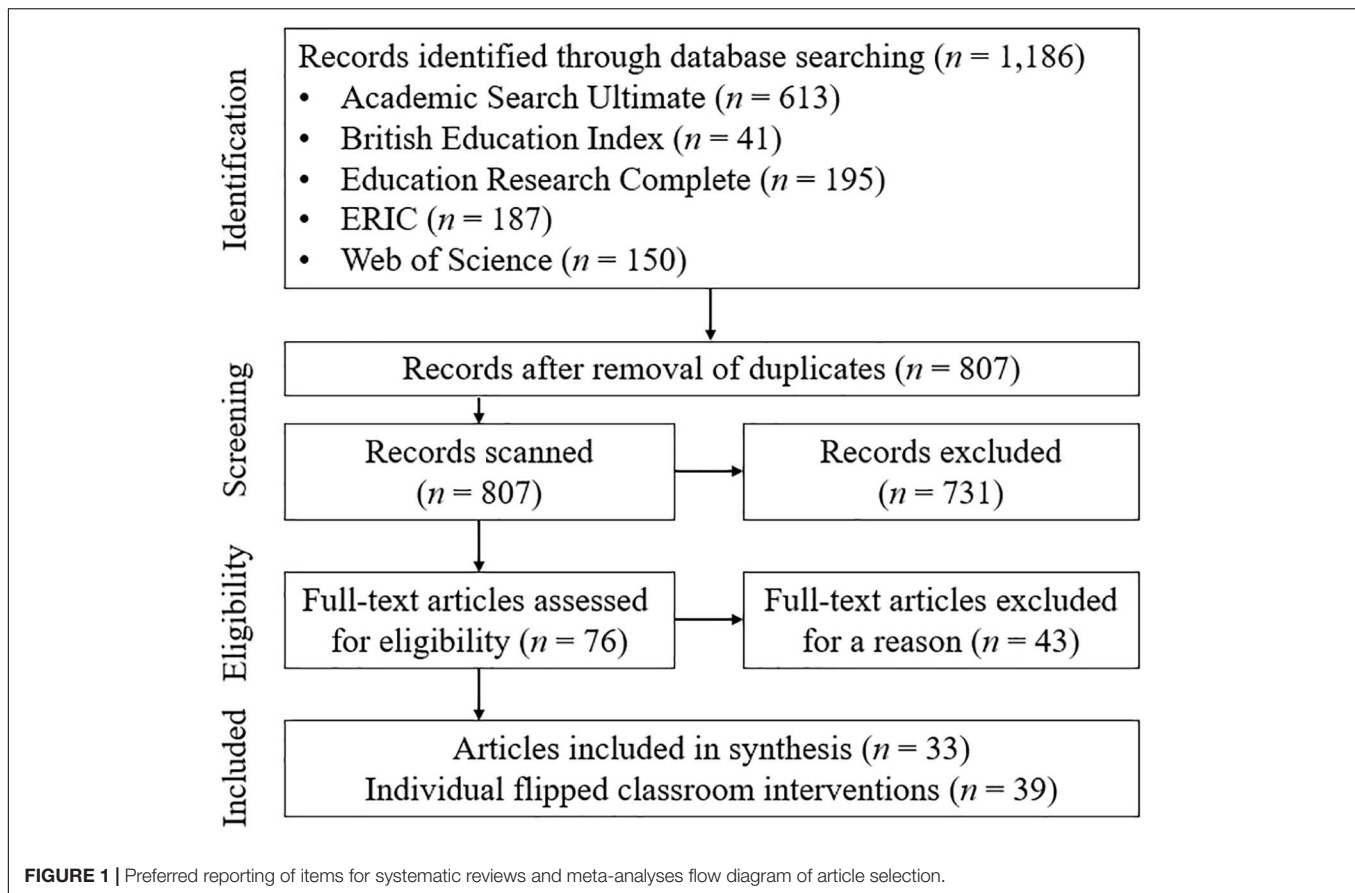 Identification
Records identified through database searching (n = 1,186)
• Academic Search Ultimate (n = 613)
• British Education Index (n = 41)
• Education Research Complete (n = 195)
• ERIC (n = 187)
• Web of Science (n = 150)
Screening
Records after removal of duplicates (n = 807)
Records scanned
(n = 807)
Records excluded
(n = 731)
Eligibility
Full-text articles assessed
for eligibility (n = 76)
Full-text articles excluded
for a reason (n = 43)
Included
Articles included in synthesis (n = 33)
Individual flipped classroom interventions (n = 39)
FIGURE 1 | Preferred reporting of items for systematic reviews and meta-analyses flow diagram of article selection.